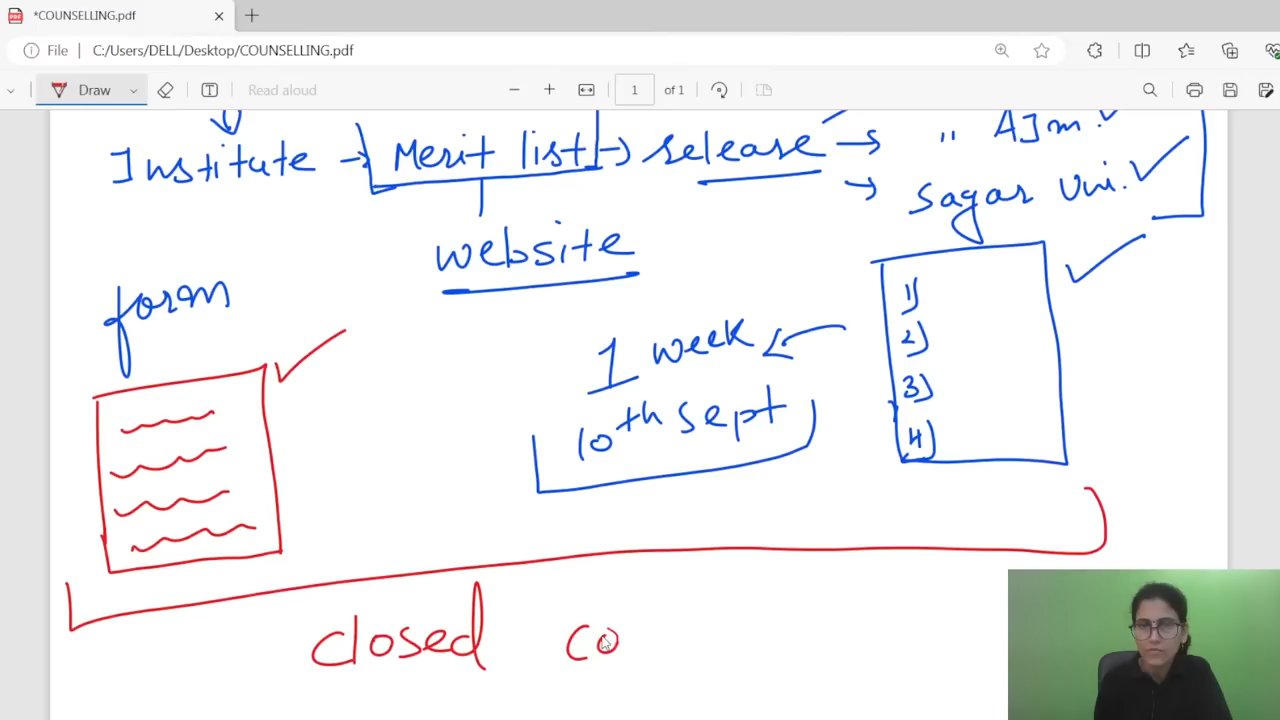 *COUNSELLING.pdf
File C:/Users/DELL/Desktop/COUNSELLING.pdf
Draw Read aloud 1 of 1
" AJm.
Institute → Merit list → release →
→ Sagar Uni.
website
form
1)
2)
1 week
3)
10th sept
4)
closed co